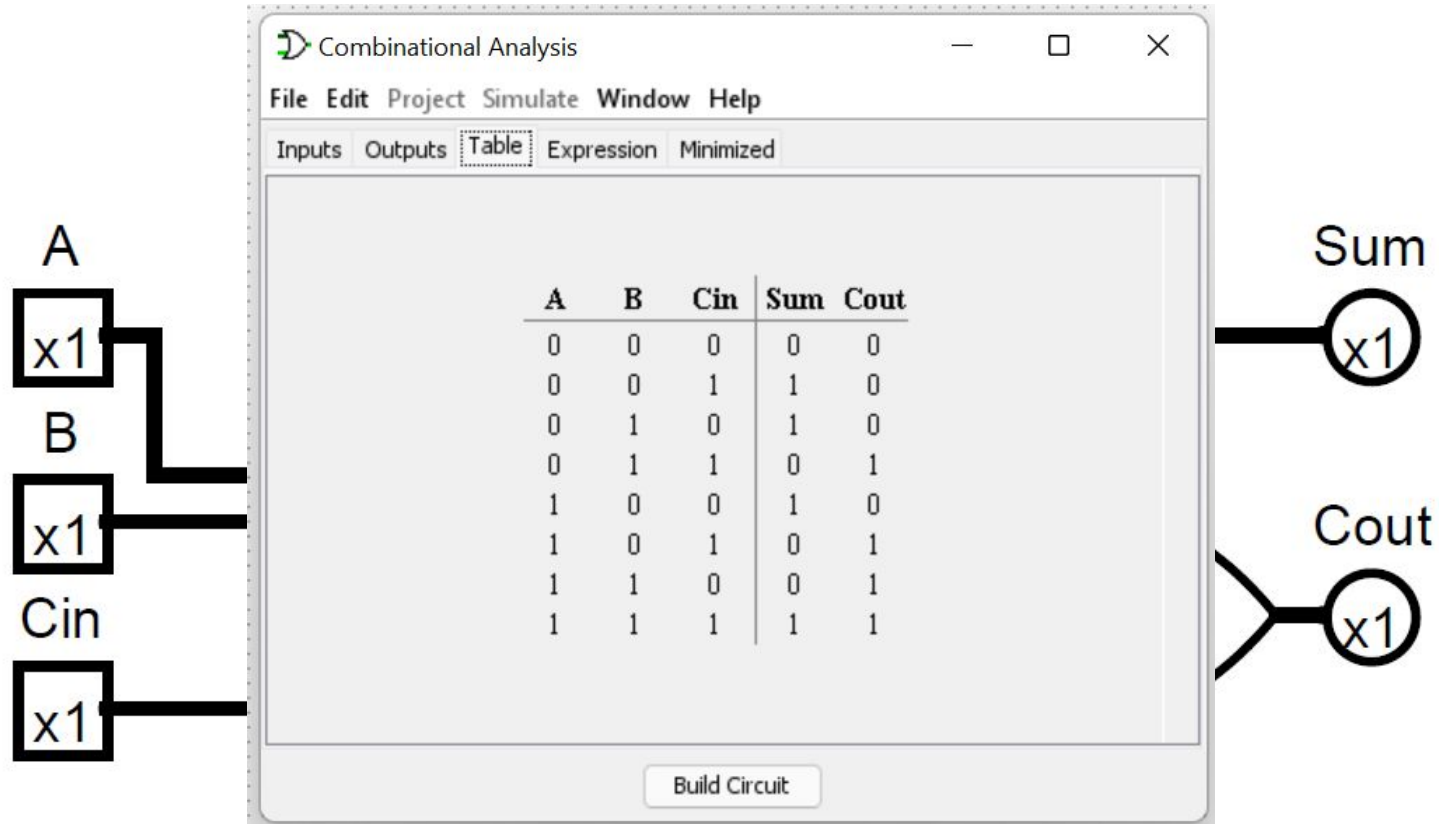 Combinational Analysis
File Edit Project Simulate Window Help
Inputs Outputs Table Expression Minimized
A
x1
B
x1
Cin
x1
A B Cin Sum Cout
0 0 0 0 0
0 0 1 1 0
0 1 0 1 0
0 1 1 0 1
1 0 0 1 0
1 0 1 0 1
1 1 0 0 1
1 1 1 1 1
Build Circuit
Sum
x1
Cout
x1